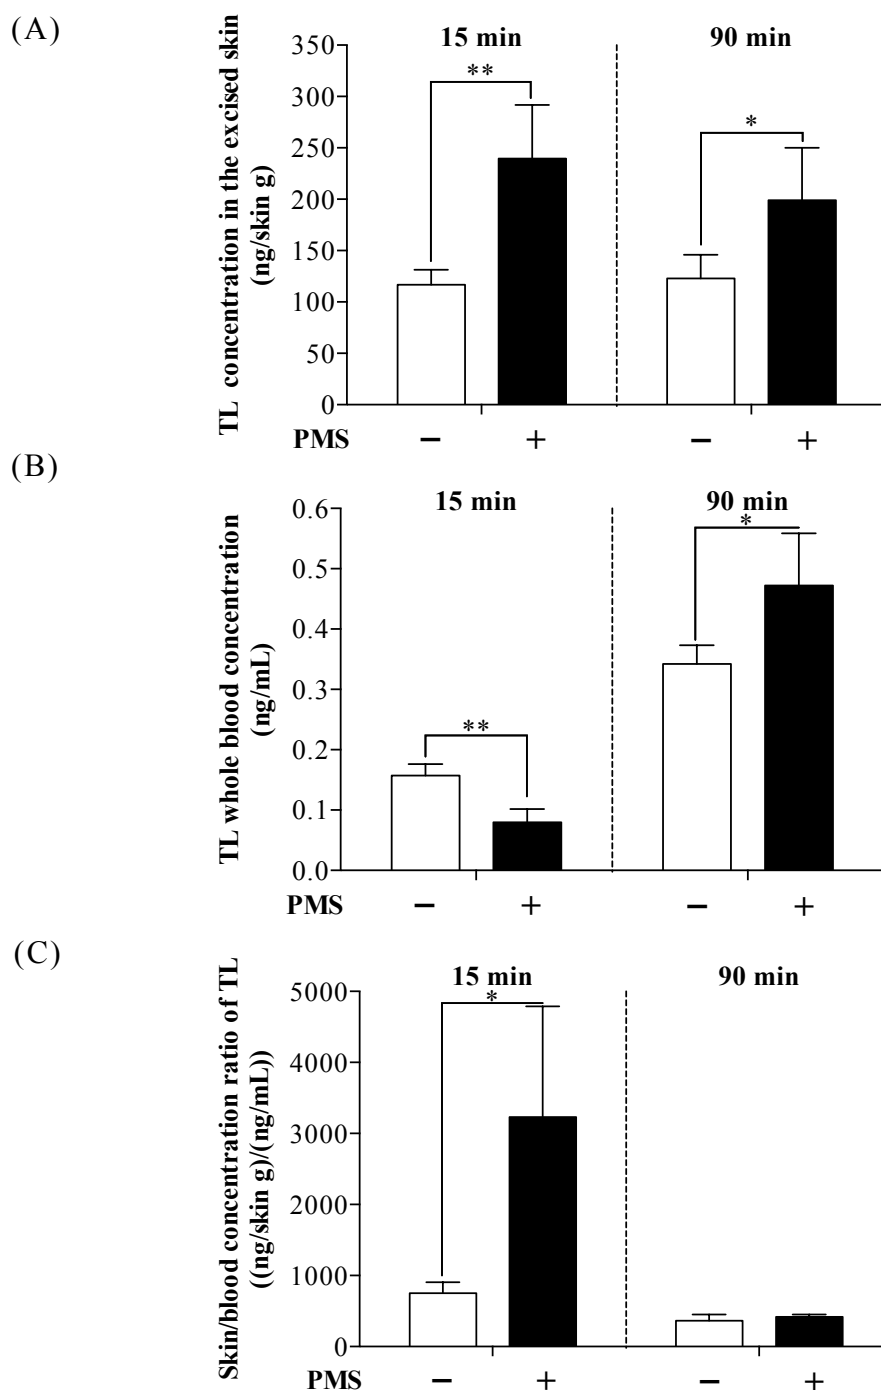 (A)
15 min
90 min
TL concentration in the excised skin
(ng/skin g)
350
300
250
200
150
100
50
0
**
*
PMS
−
+
−
+
(B)
15 min
90 min
TL whole blood concentration
(ng/mL)
0.6
0.5
0.4
0.3
0.2
0.1
0.0
**
*
PMS
−
+
−
+
(C)
15 min
90 min
Skin/blood concentration ratio of TL
((ng/skin g)/(ng/mL))
5000
4000
3000
2000
1000
0
*
PMS
−
+
−
+